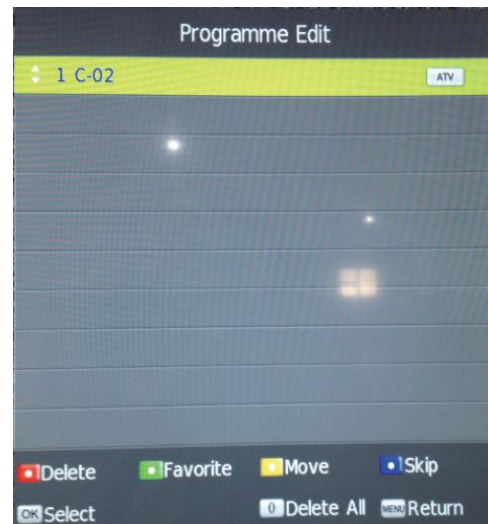 Programme Edit
1 C-02 ATV
Delete Favorite Move Skip
OK Select 0 Delete All MENU Return